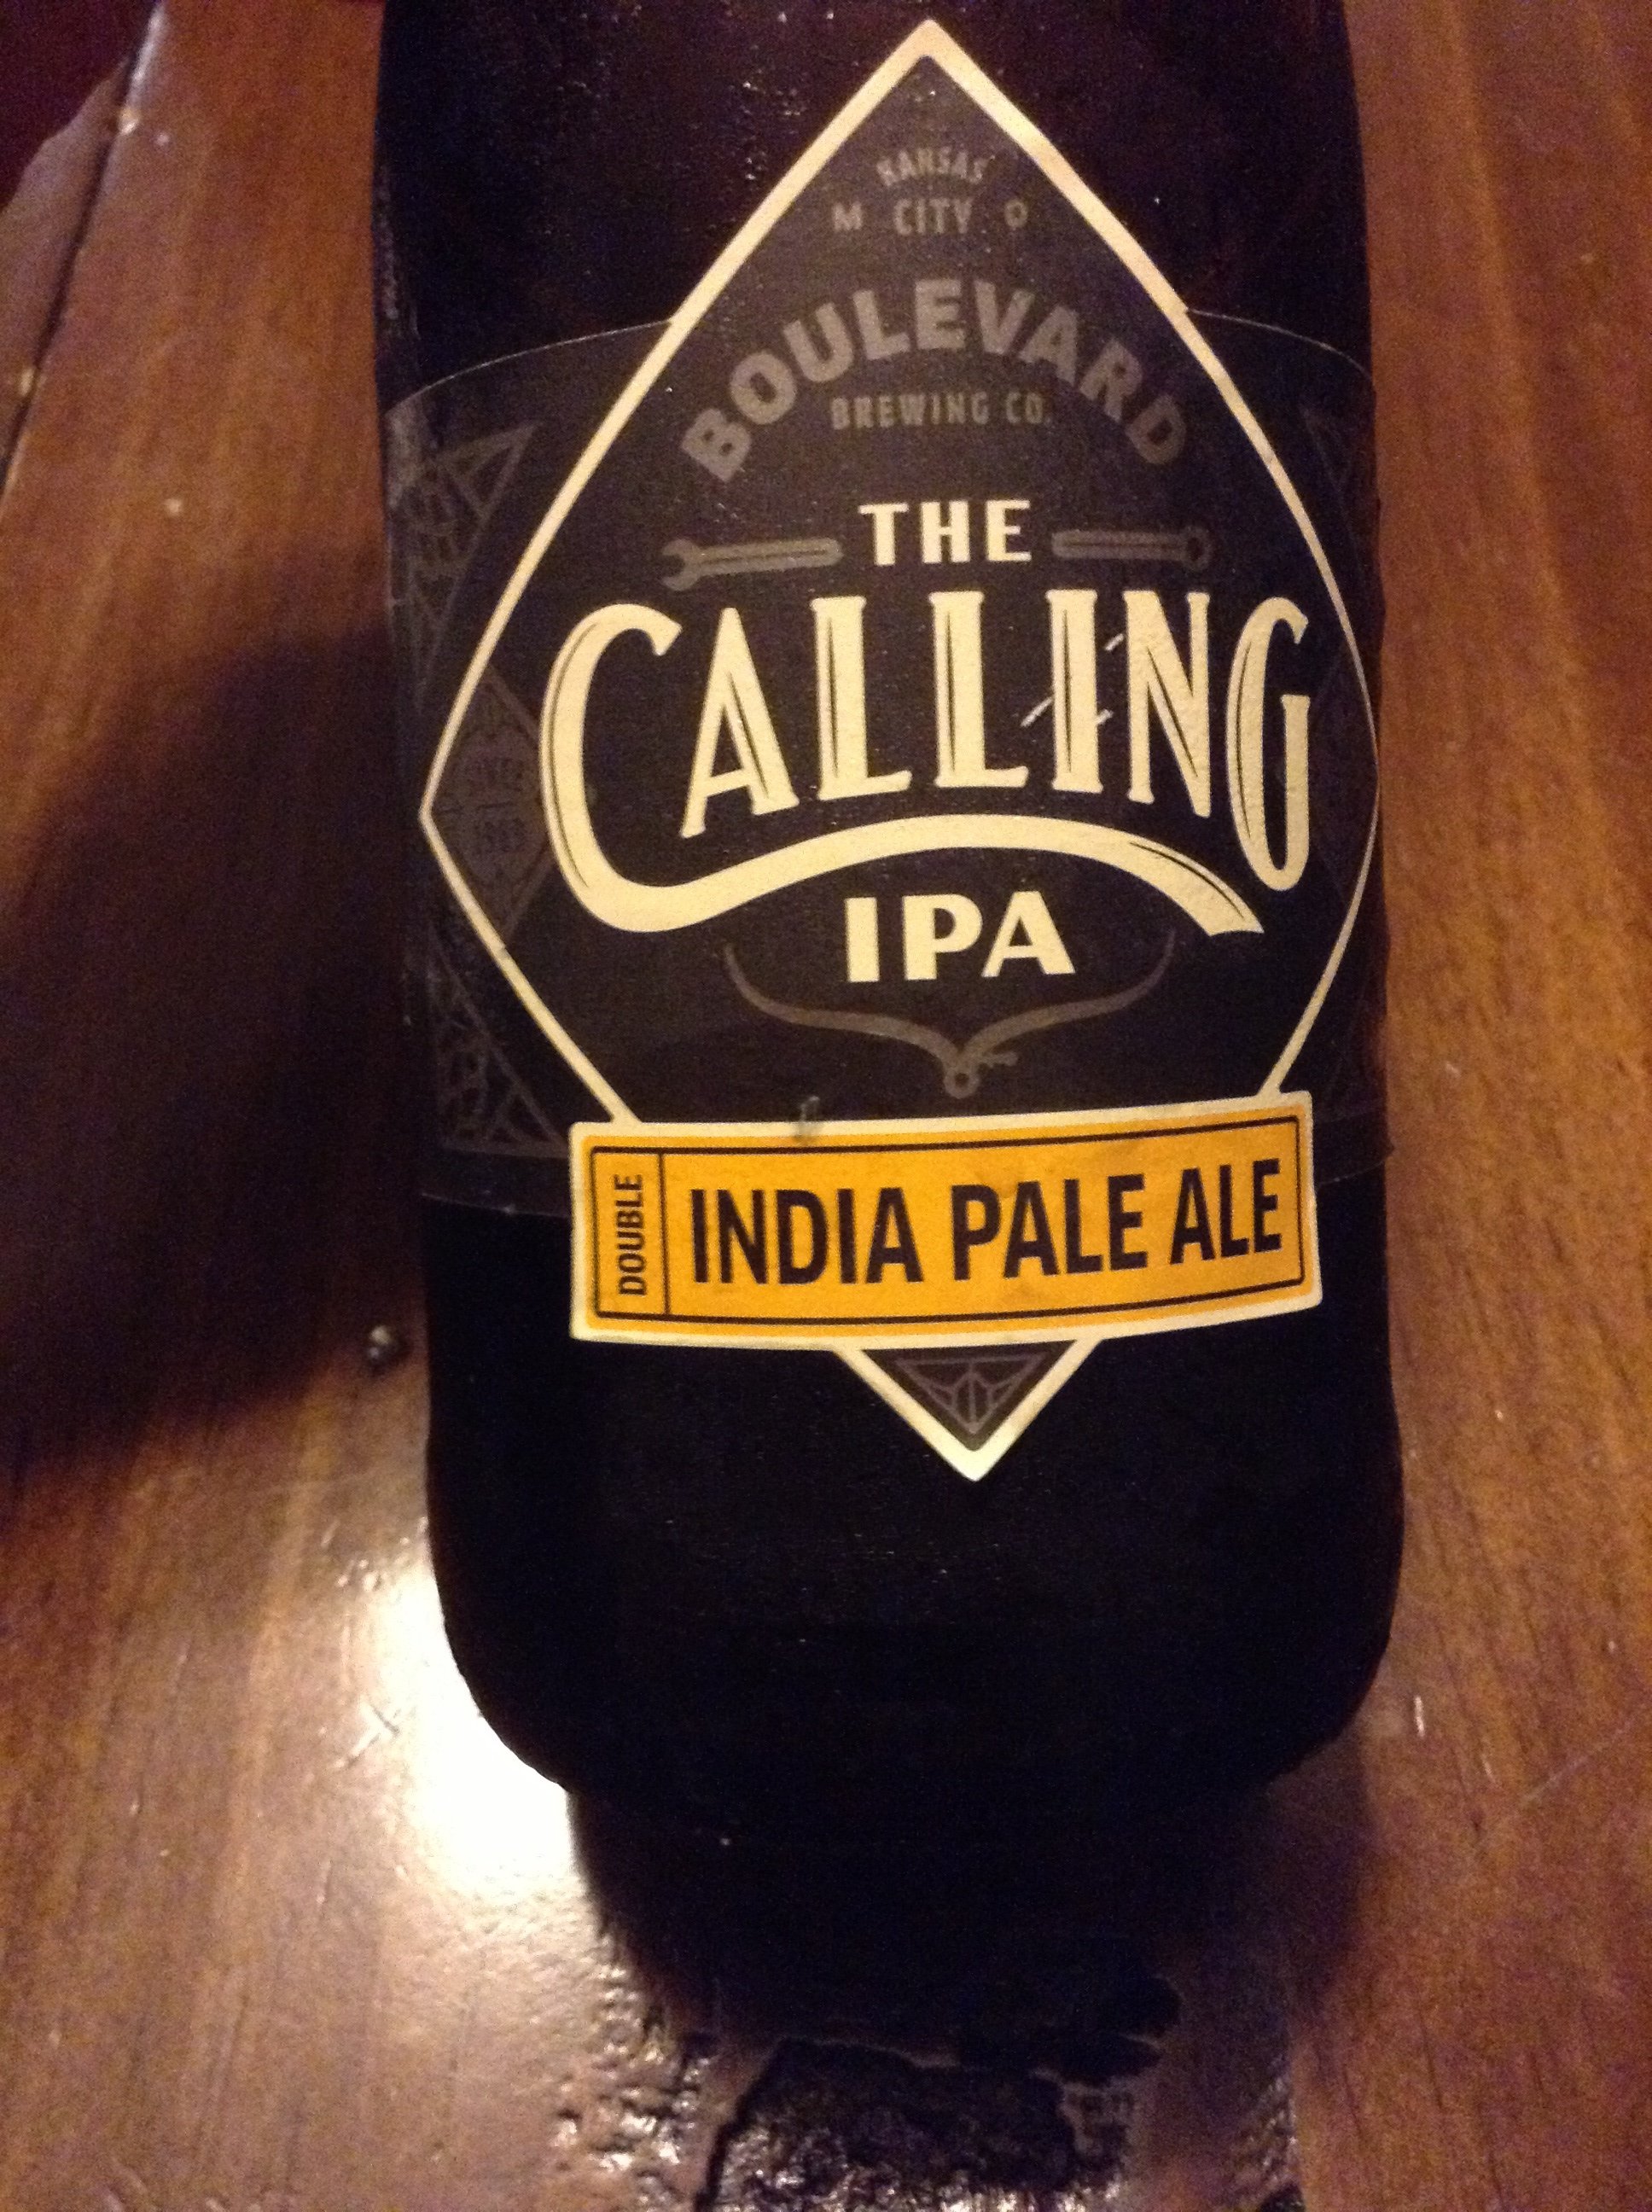 KANSAS
M CITY O
BOULEVARD
BREWING CO.
THE
CALLING
IPA
DOUBLE
INDIA PALE ALE